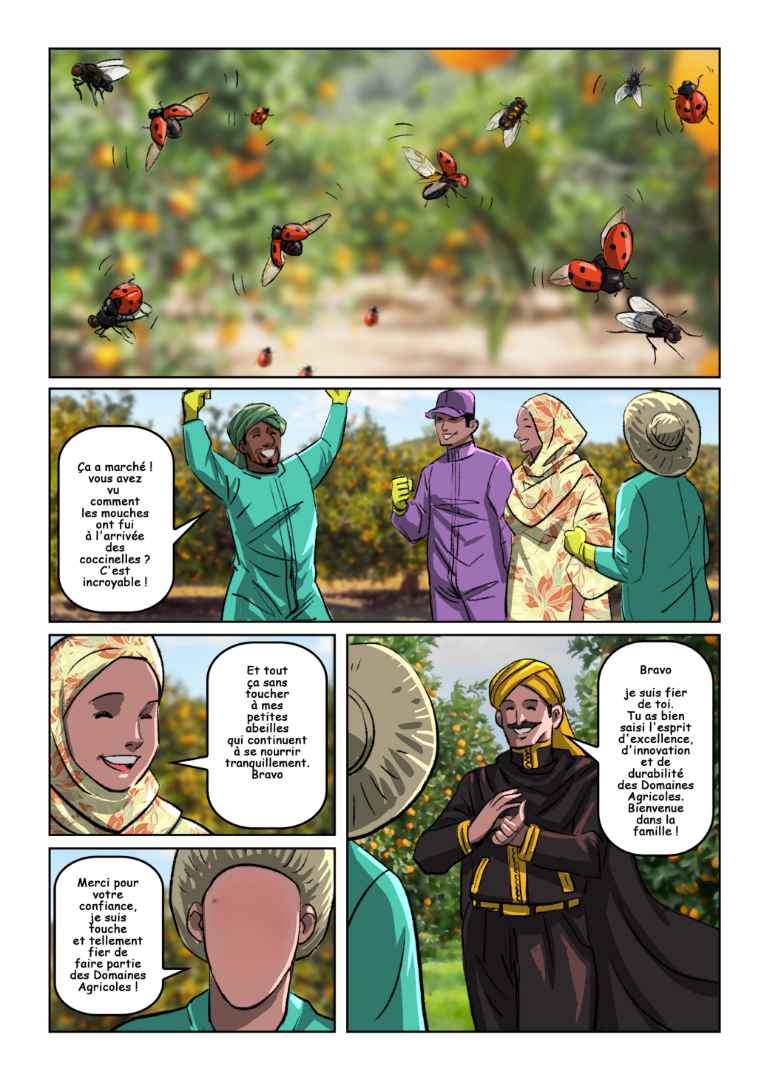 Ça a marché !
vous avez
vu
comment
les mouches
ont fui
à l'arrivée
des
coccinelles ?
C'est
incroyable !
Et tout
ça sans
toucher
à mes
petites
abeilles
qui continuent
à se nourrir
tranquillement.
Bravo
Bravo
je suis fier
de toi.
Tu as bien
saisi l'esprit
d'excellence,
d'innovation
et de
durabilité
des Domaines
Agricoles.
Bienvenue
dans la
famille !
Merci pour
votre
confiance,
je suis
touche
et tellement
fier de
faire partie
des Domaines
Agricoles !